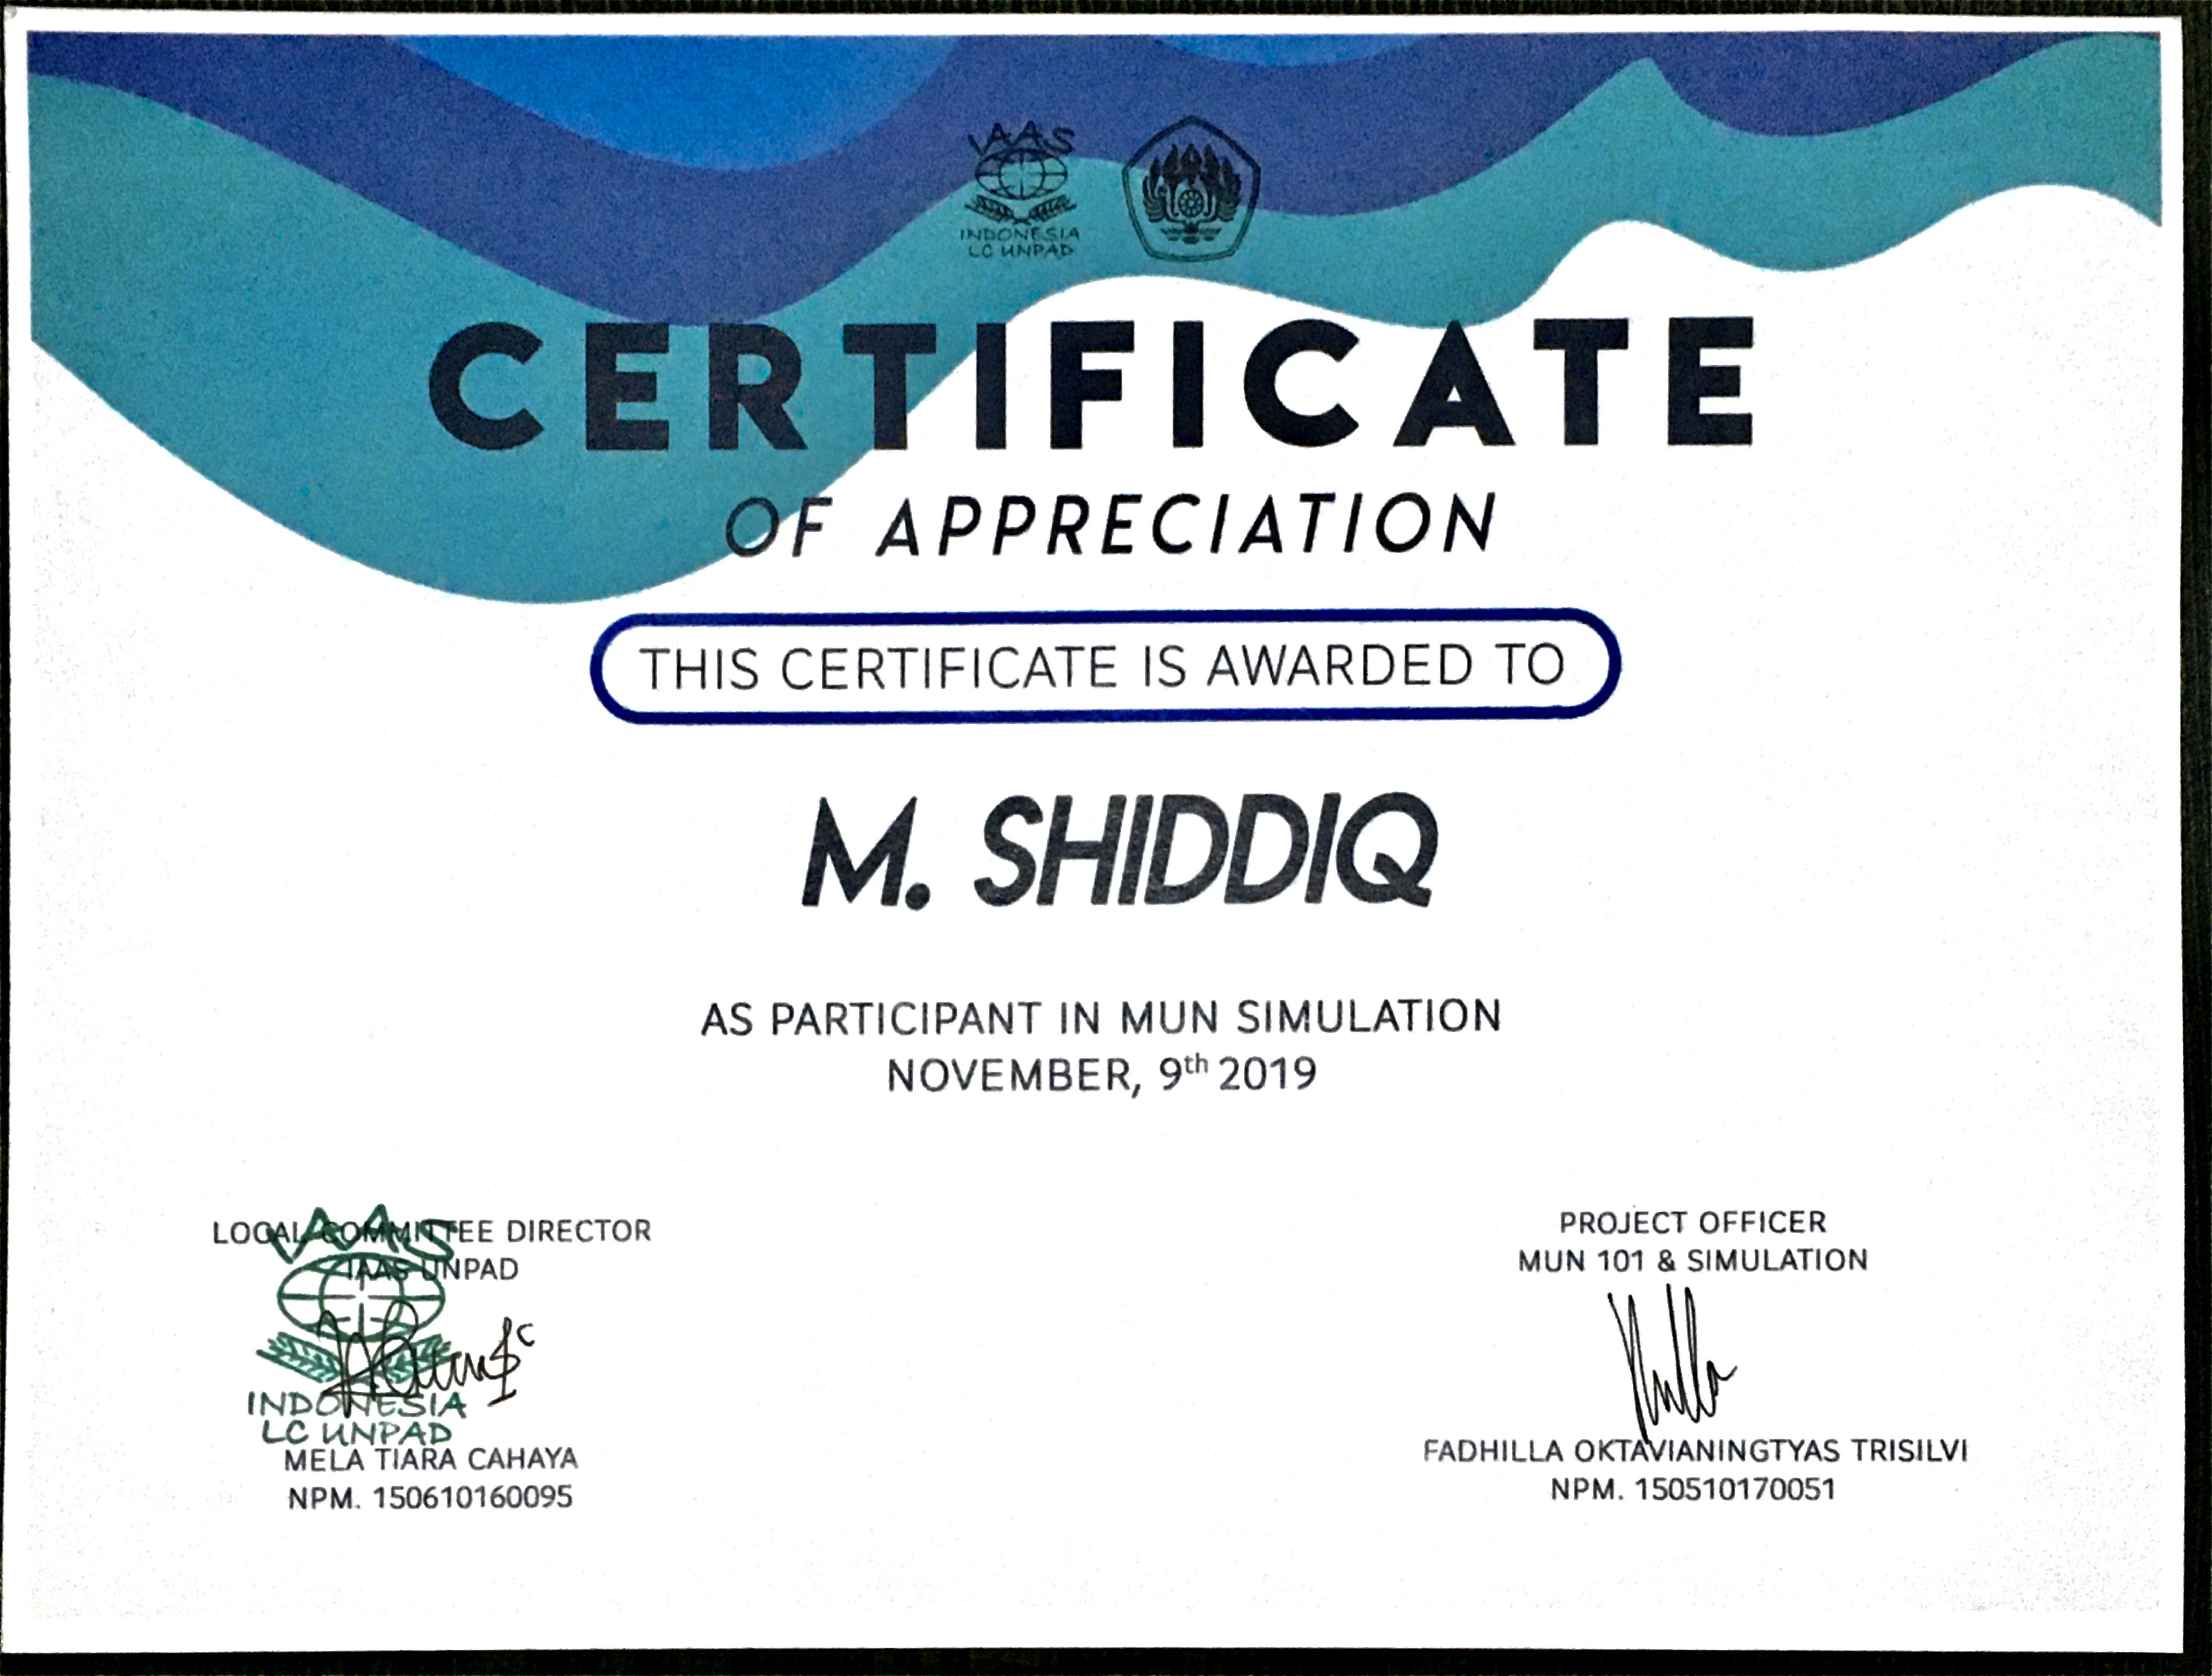 IAAS
INDONESIA
LC UNPAD
CERTIFICATE
OF APPRECIATION
THIS CERTIFICATE IS AWARDED TO
M. SHIDDIQ
AS PARTICIPANT IN MUN SIMULATION
NOVEMBER, 9th 2019
LOCAL COMMITTEE DIRECTOR
IAAS UNPAD
IAAS
INDONESIA
LC UNPAD
MELA TIARA CAHAYA
NPM. 150610160095
PROJECT OFFICER
MUN 101 & SIMULATION
FADHILLA OKTAVIANINGTYAS TRISILVI
NPM. 150510170051